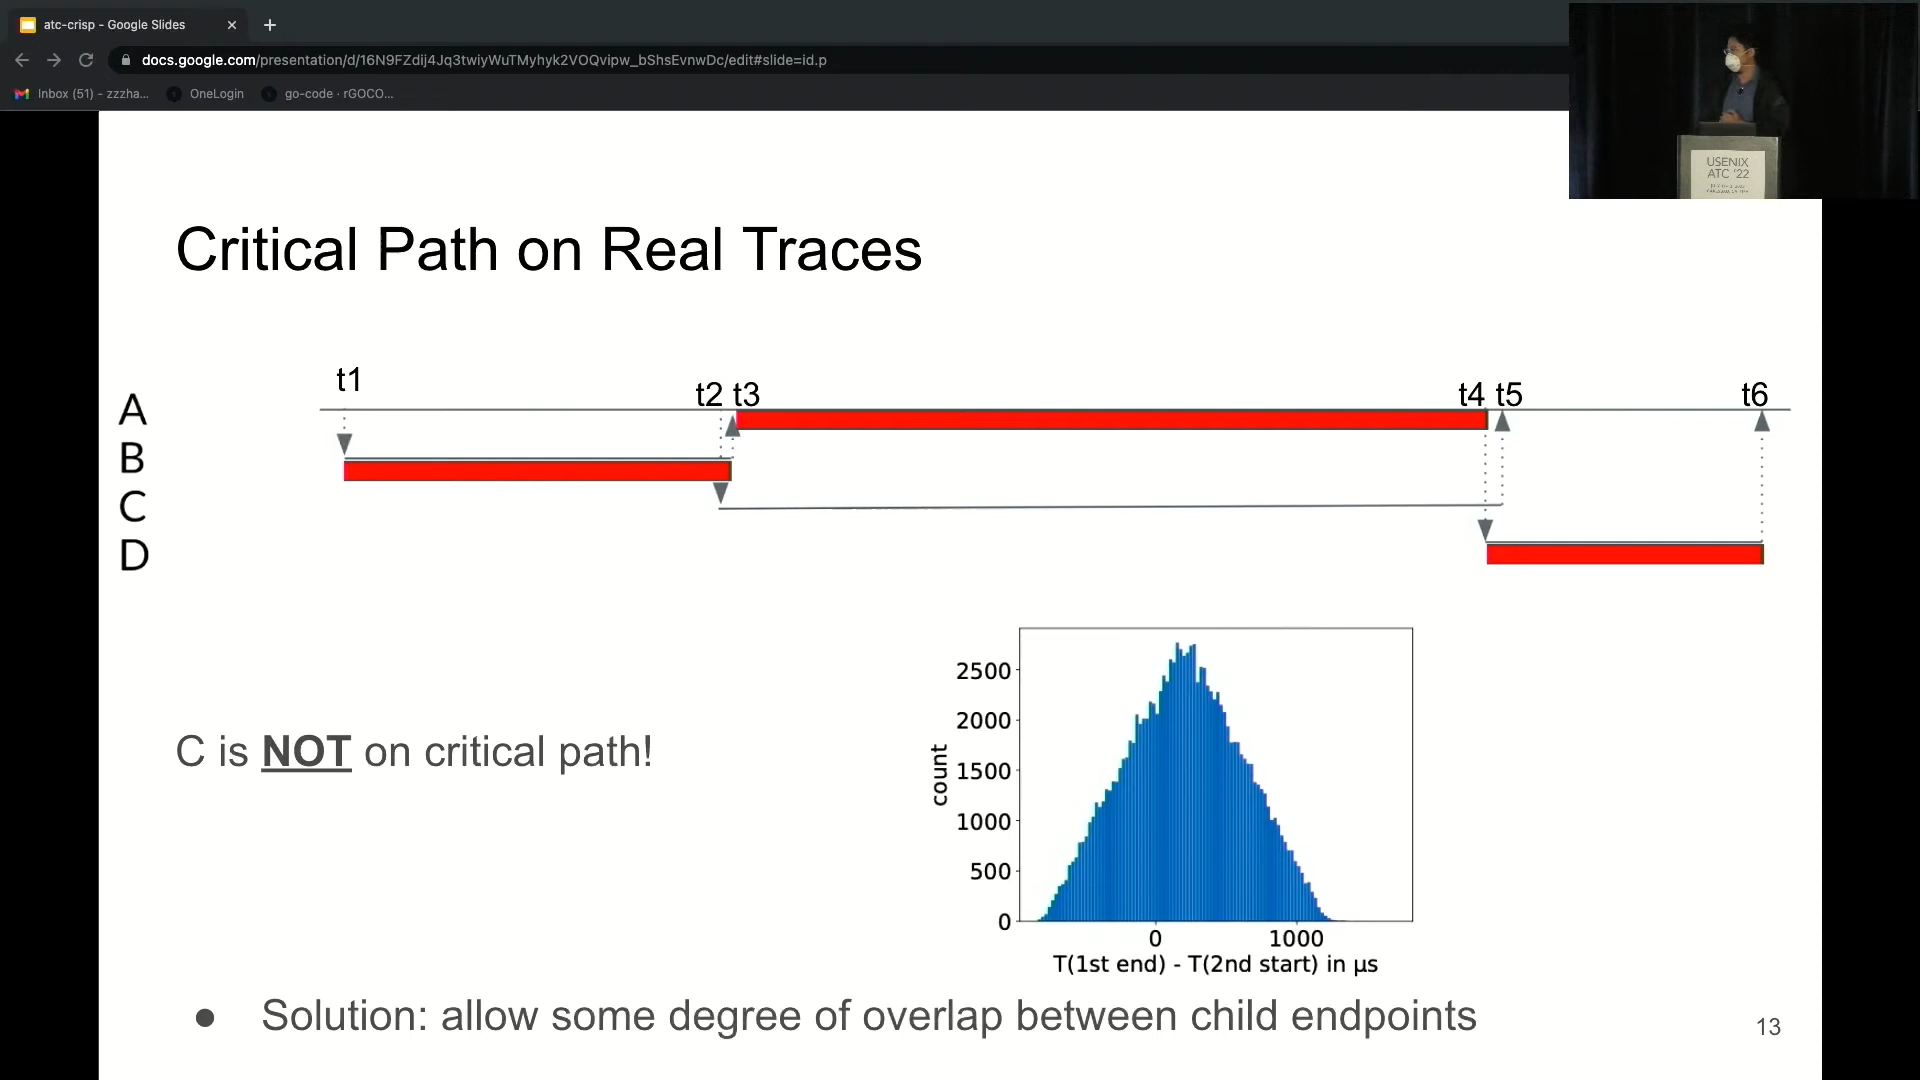 atc-crisp - Google Slides
docs.google.com/presentation/d/16N9FZdij4Jq3twiyWuTMyhyk2VOQvipw_bShsEvnwDc/edit#slide=id.p
Inbox (51) - zzzha... OneLogin go-code · rGOCO...
USENIX
ATC '22
Critical Path on Real Traces
t1 t2 t3 t4 t5 t6
A
B
C
D
C is NOT on critical path!
count
2500
2000
1500
1000
500
0
0 1000
T(1st end) - T(2nd start) in µs
● Solution: allow some degree of overlap between child endpoints
13